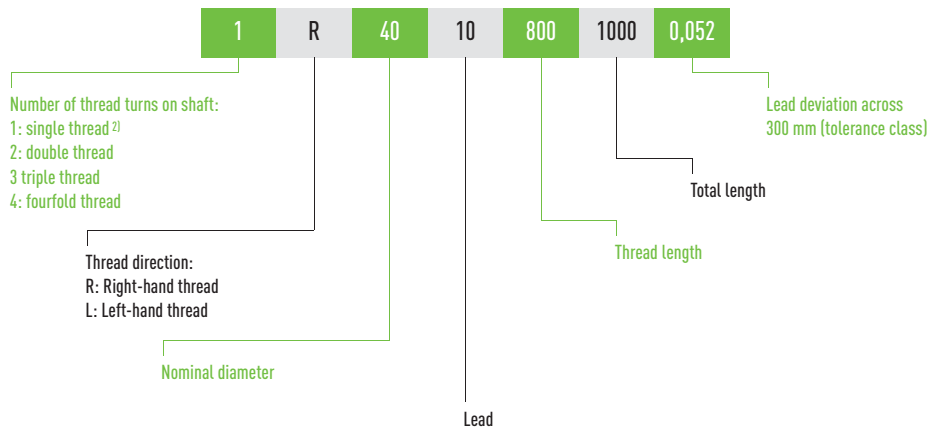 1 R 40 10 800 1000 0,052
Number of thread turns on shaft:
1: single thread 2)
2: double thread
3 triple thread
4: fourfold thread
Lead deviation across
300 mm (tolerance class)
Total length
Thread length
Thread direction:
R: Right-hand thread
L: Left-hand thread
Nominal diameter
Lead